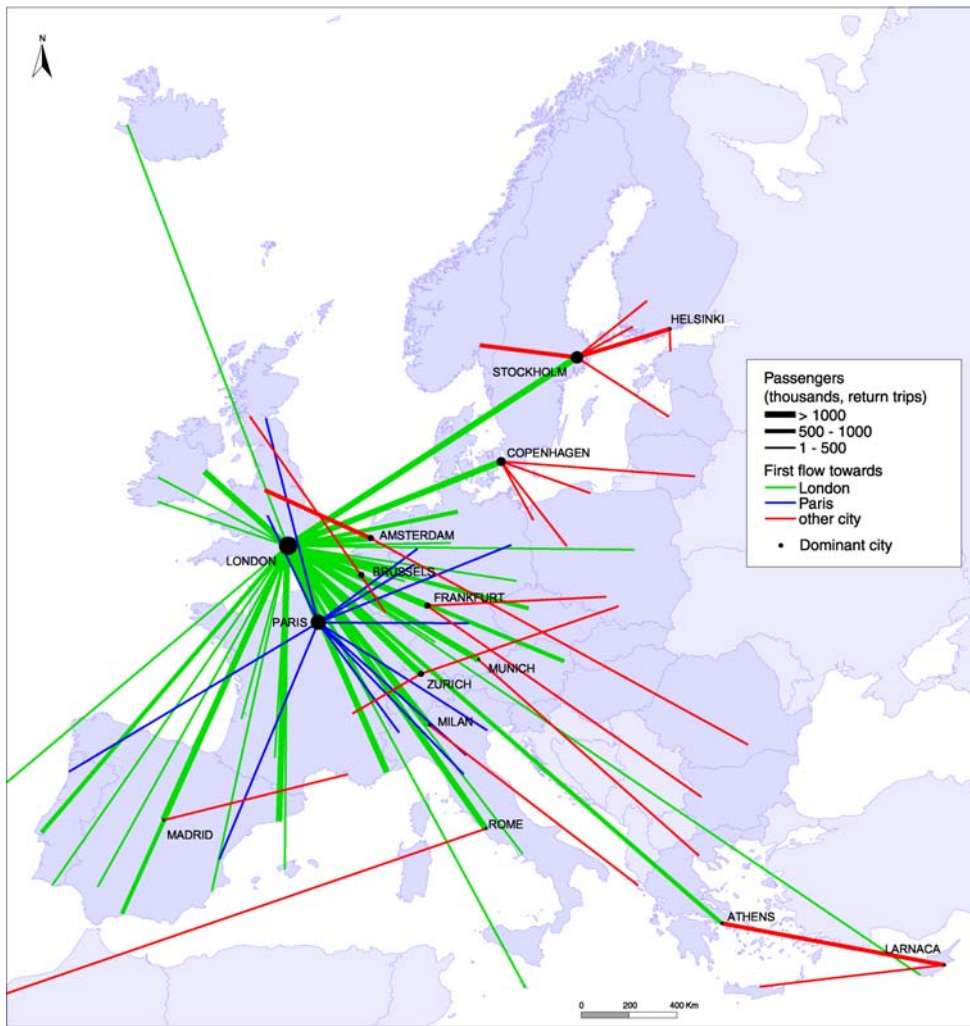 N
HELSINKI
STOCKHOLM
Passengers
(thousands, return trips)
> 1000
500 - 1000
1 - 500
First flow towards
London
Paris
other city
Dominant city
COPENHAGEN
AMSTERDAM
LONDON
BRUSSELS
FRANKFURT
PARIS
MUNICH
ZURICH
MILAN
ROME
MADRID
ATHENS
LARNACA
0 200 400 Km